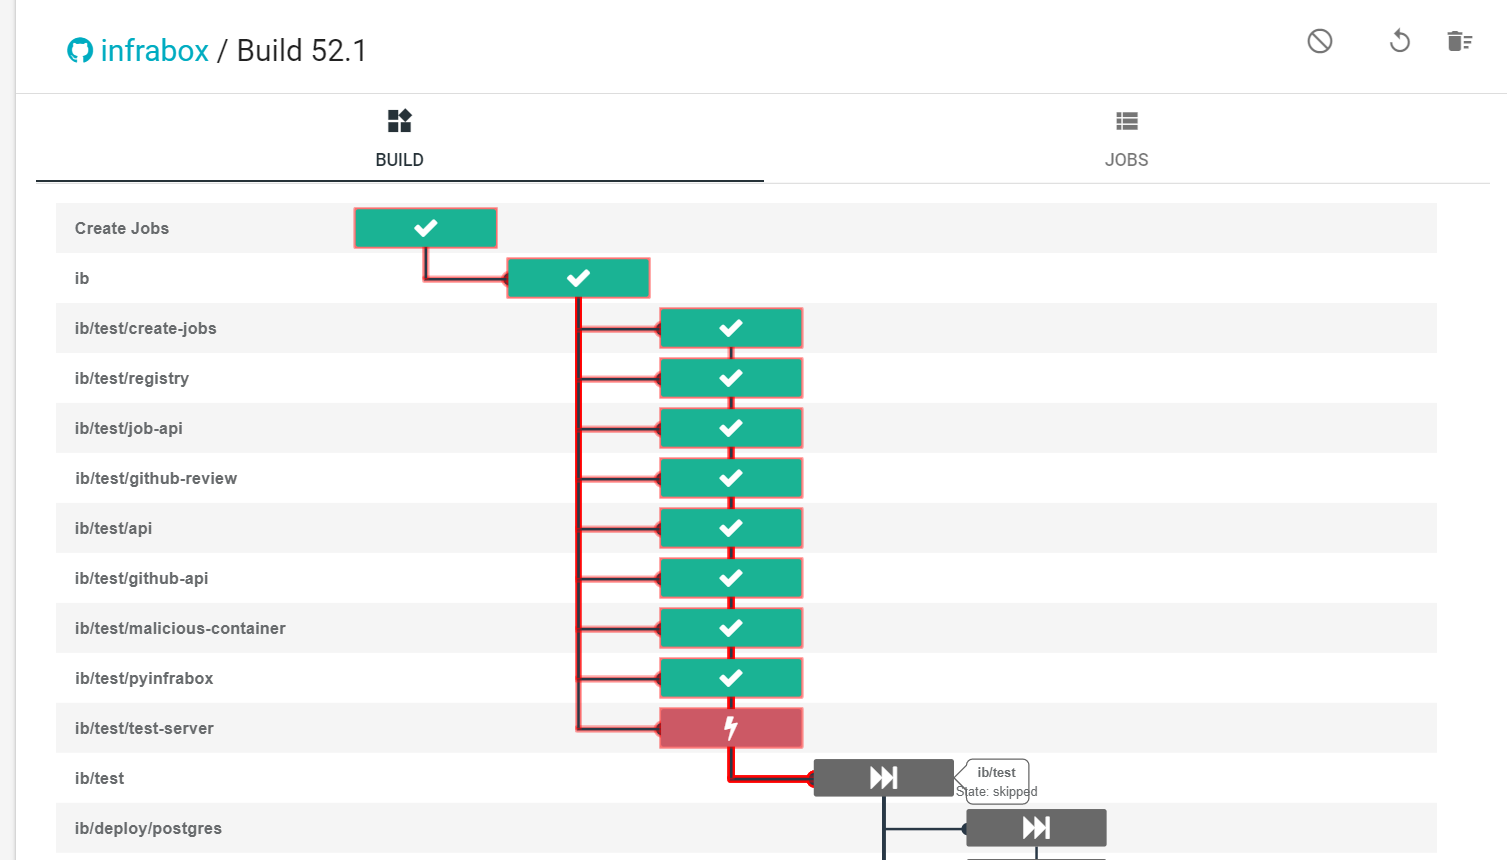 infrabox / Build 52.1
BUILD
JOBS
Create Jobs
ib
ib/test/create-jobs
ib/test/registry
ib/test/job-api
ib/test/github-review
ib/test/api
ib/test/github-api
ib/test/malicious-container
ib/test/pyinfrabox
ib/test/test-server
ib/test
ib/test
State: skipped
ib/deploy/postgres